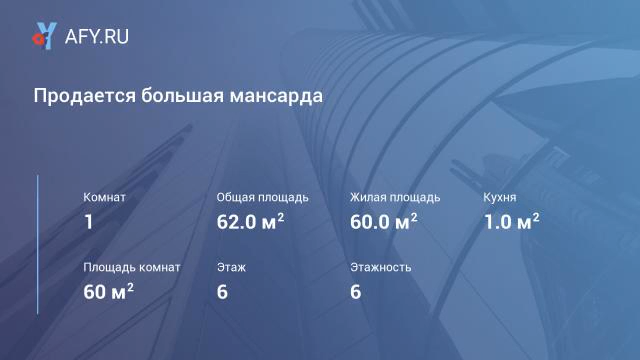 AFY.RU
Продается большая мансарда
Комнат
1
Общая площадь
62.0 м²
Жилая площадь
60.0 м²
Кухня
1.0 м²
Площадь комнат
60 м²
Этаж
6
Этажность
6